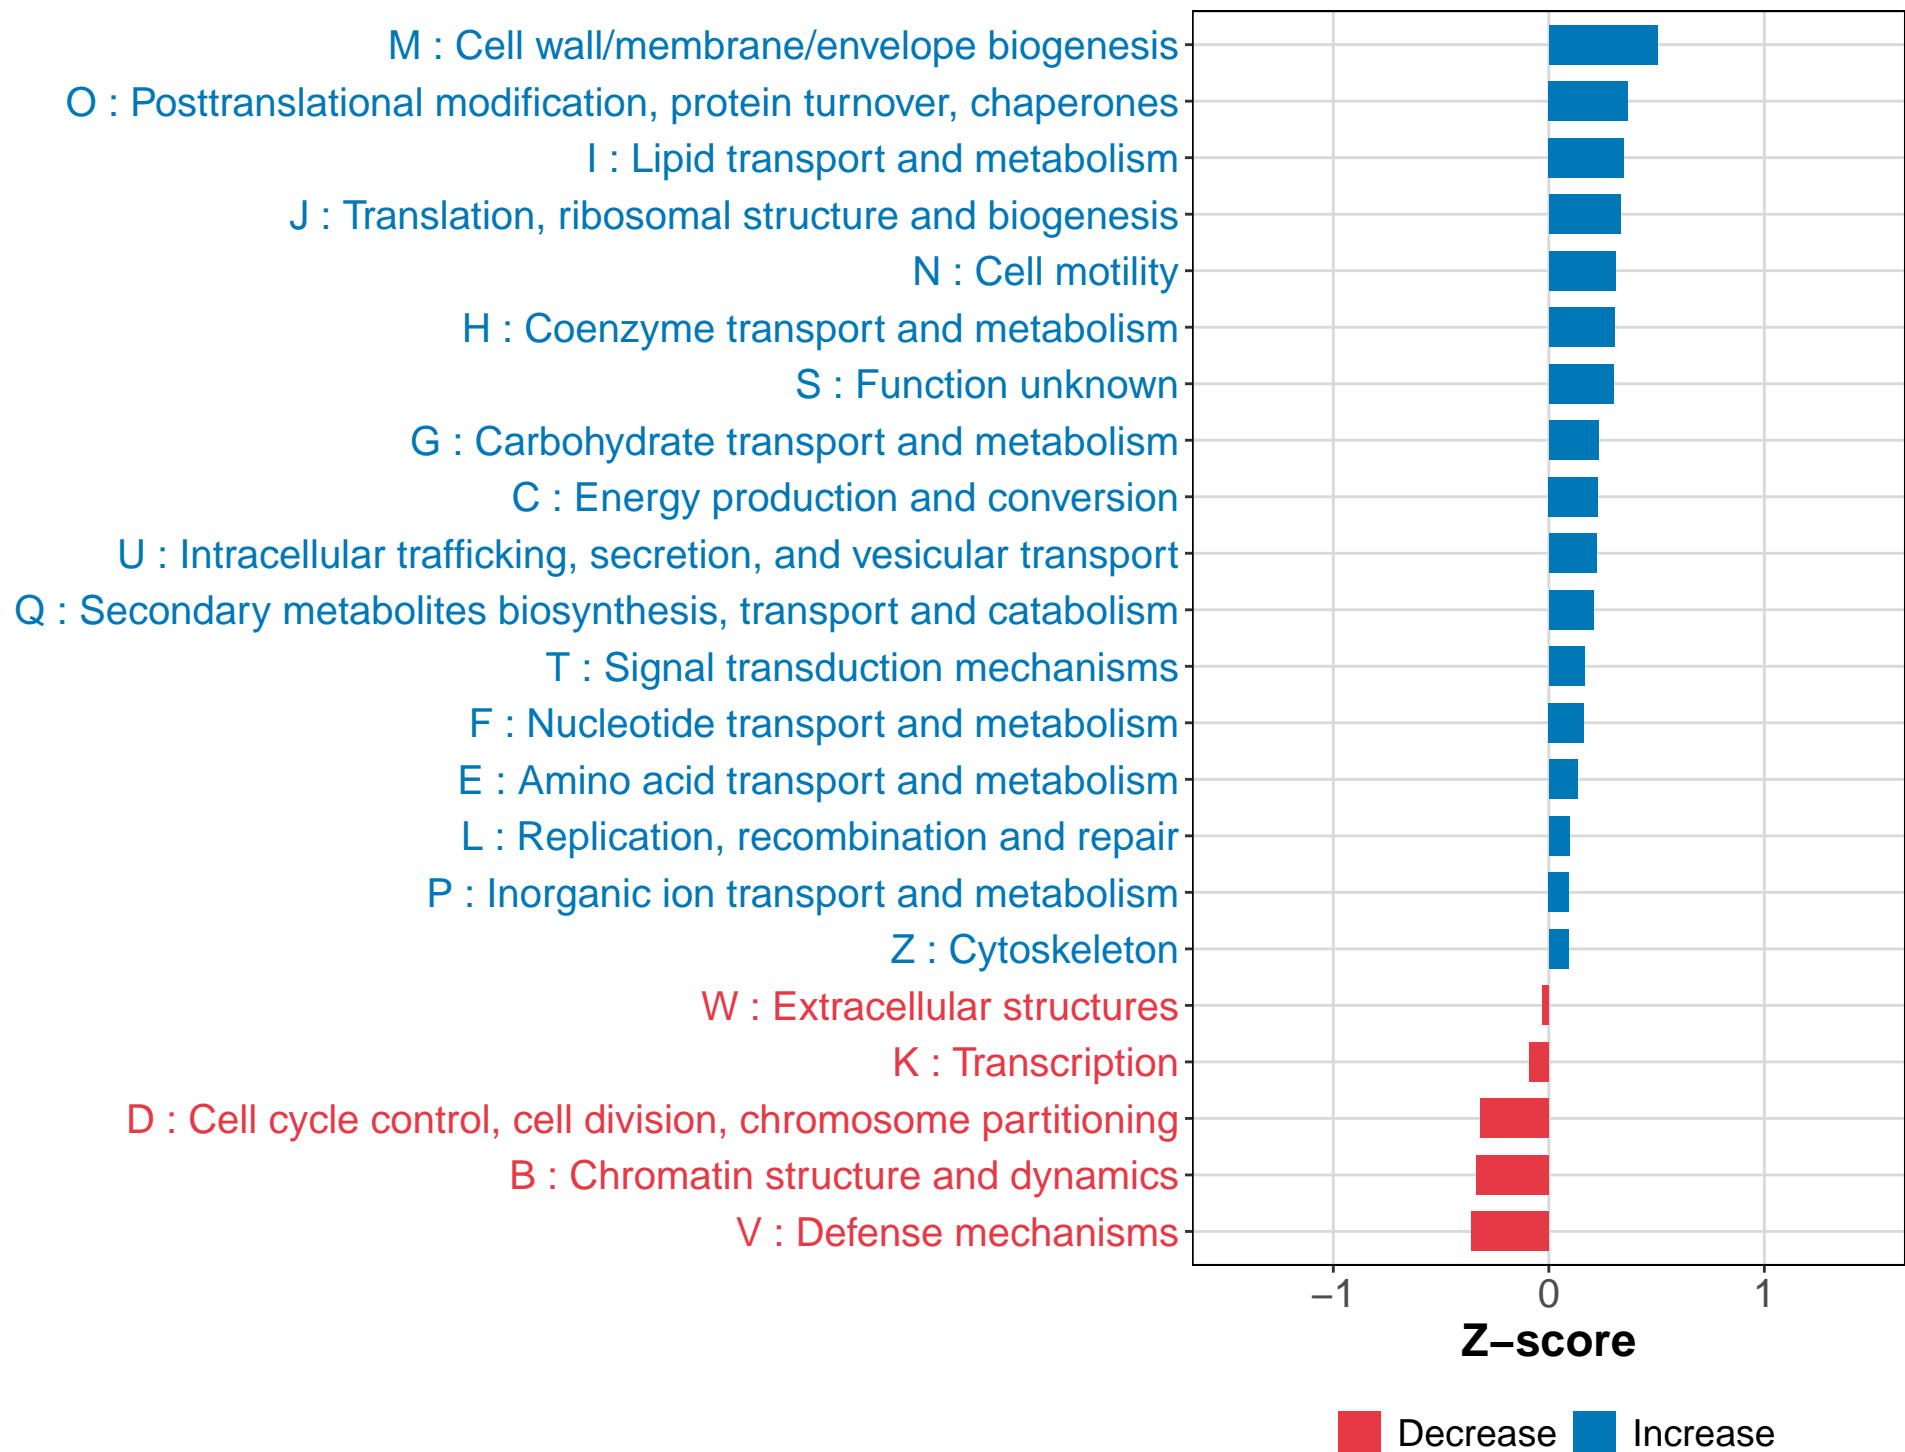 M : Cell wall/membrane/envelope biogenesis
O : Posttranslational modification, protein turnover, chaperones
I : Lipid transport and metabolism
J : Translation, ribosomal structure and biogenesis
N : Cell motility
H : Coenzyme transport and metabolism
S : Function unknown
G : Carbohydrate transport and metabolism
C : Energy production and conversion
U : Intracellular trafficking, secretion, and vesicular transport
Q : Secondary metabolites biosynthesis, transport and catabolism
T : Signal transduction mechanisms
F : Nucleotide transport and metabolism
E : Amino acid transport and metabolism
L : Replication, recombination and repair
P : Inorganic ion transport and metabolism
Z : Cytoskeleton
W : Extracellular structures
K : Transcription
D : Cell cycle control, cell division, chromosome partitioning
B : Chromatin structure and dynamics
V : Defense mechanisms
−1 0 1
Z−score
Decrease Increase